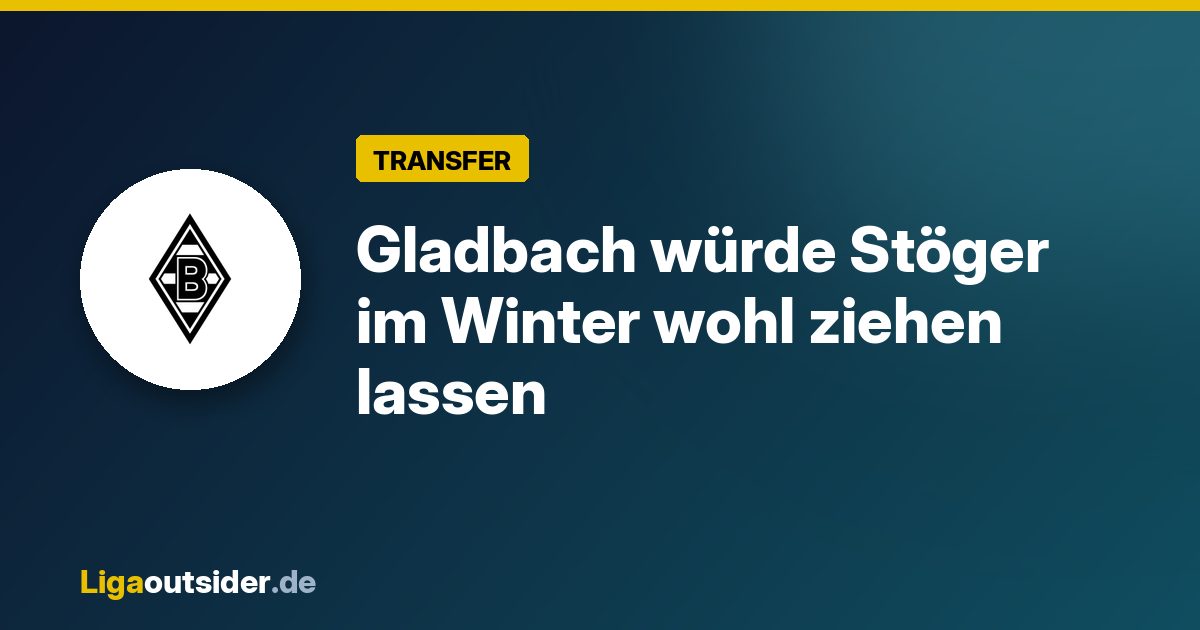 TRANSFER
Gladbach würde Stöger
im Winter wohl ziehen
lassen
B
Ligaoutsider.de